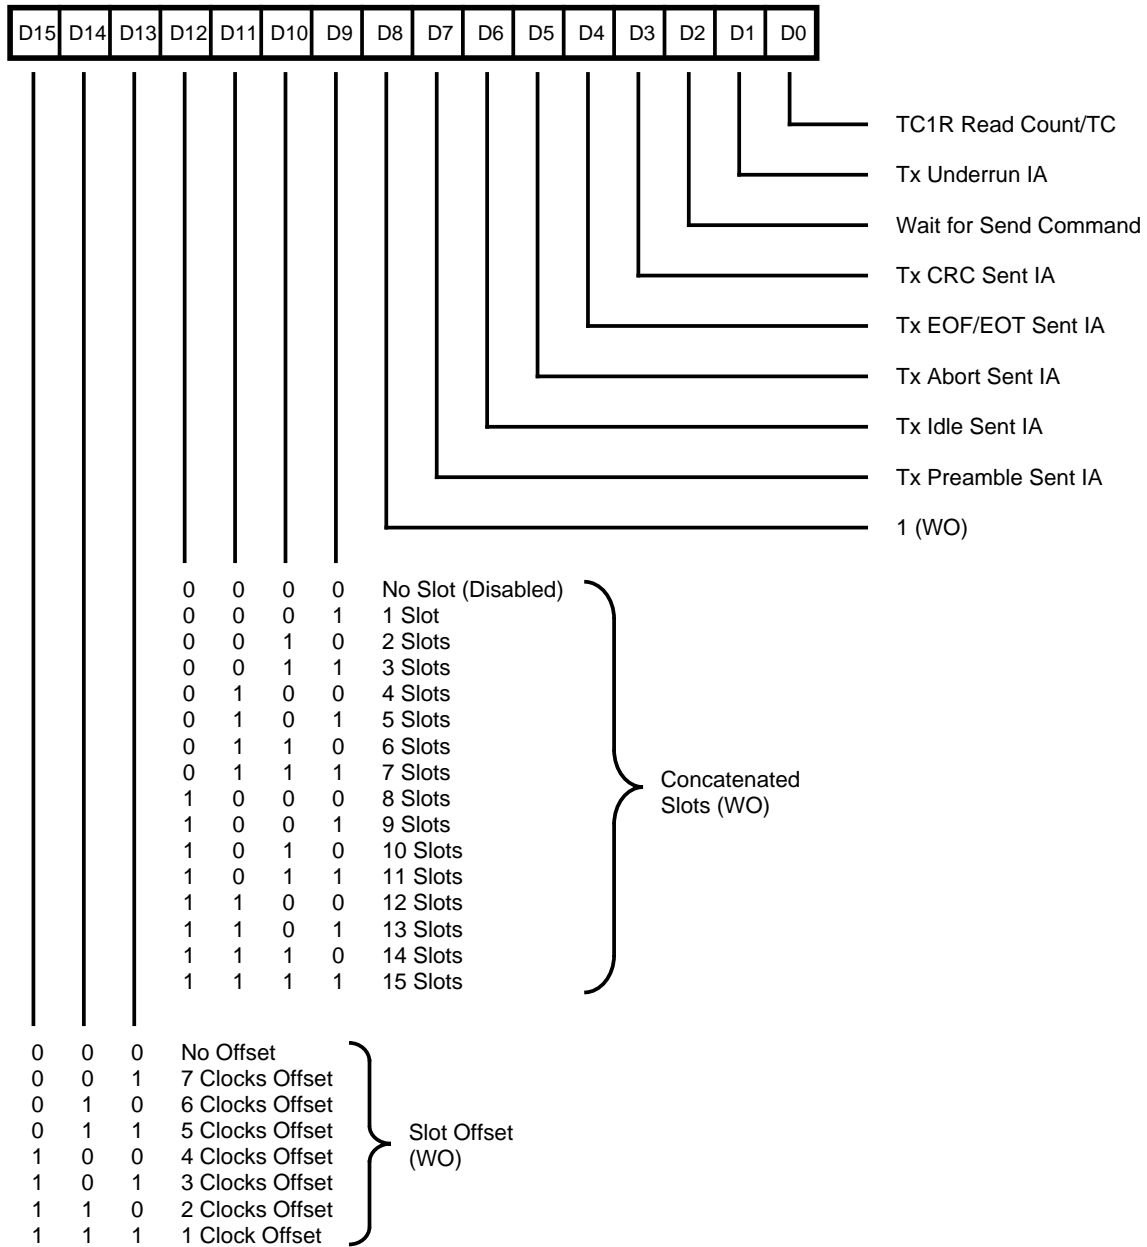 D15 D14 D13 D12 D11 D10 D9 D8 D7 D6 D5 D4 D3 D2 D1 D0
TC1R Read Count/TC
Tx Underrun IA
Wait for Send Command
Tx CRC Sent IA
Tx EOF/EOT Sent IA
Tx Abort Sent IA
Tx Idle Sent IA
Tx Preamble Sent IA
1 (WO)
0 0 0 0 No Slot (Disabled)
0 0 0 1 1 Slot
0 0 1 0 2 Slots
0 0 1 1 3 Slots
0 1 0 0 4 Slots
0 1 0 1 5 Slots
0 1 1 0 6 Slots
0 1 1 1 7 Slots
1 0 0 0 8 Slots
1 0 0 1 9 Slots
1 0 1 0 10 Slots
1 0 1 1 11 Slots
1 1 0 0 12 Slots
1 1 0 1 13 Slots
1 1 1 0 14 Slots
1 1 1 1 15 Slots
Concatenated
Slots (WO)
0 0 0 No Offset
0 0 1 7 Clocks Offset
0 1 0 6 Clocks Offset
0 1 1 5 Clocks Offset
1 0 0 4 Clocks Offset
1 0 1 3 Clocks Offset
1 1 0 2 Clocks Offset
1 1 1 1 Clock Offset
Slot Offset
(WO)